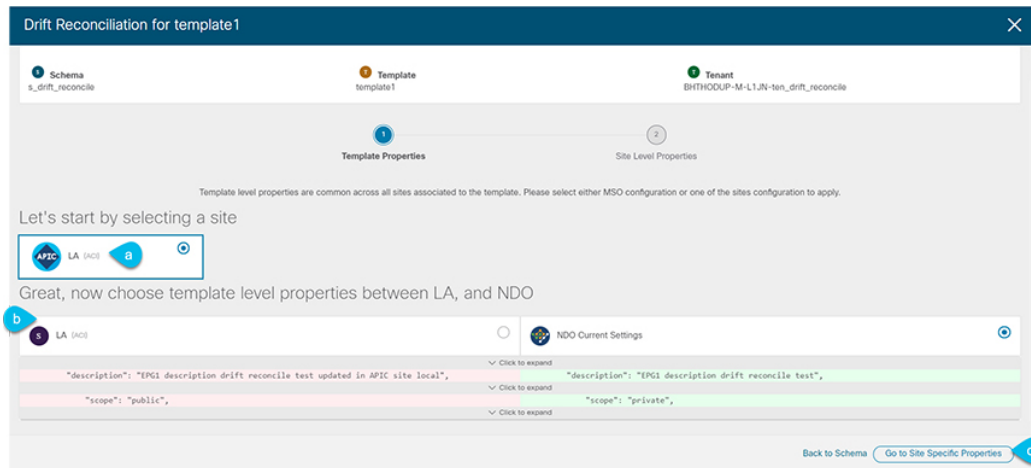 Drift Reconciliation for template1
S Schema
s_drift_reconcile
T Template
template1
T Tenant
BHTHODUP-M-L1JN-ten_drift_reconcile
1
2
Template Properties
Site Level Properties
Template level properties are common across all sites associated to the template. Please select either MSO configuration or one of the sites configuration to apply.
Let's start by selecting a site
APIC LA (ACI) a
Great, now choose template level properties between LA, and NDO
b
S LA (ACI)
NDO Current Settings
Click to expand
"description": "EPG1 description drift reconcile test updated in APIC site local",
"description": "EPG1 description drift reconcile test",
Click to expand
"scope": "public",
"scope": "private",
Click to expand
Back to Schema Go to Site Specific Properties